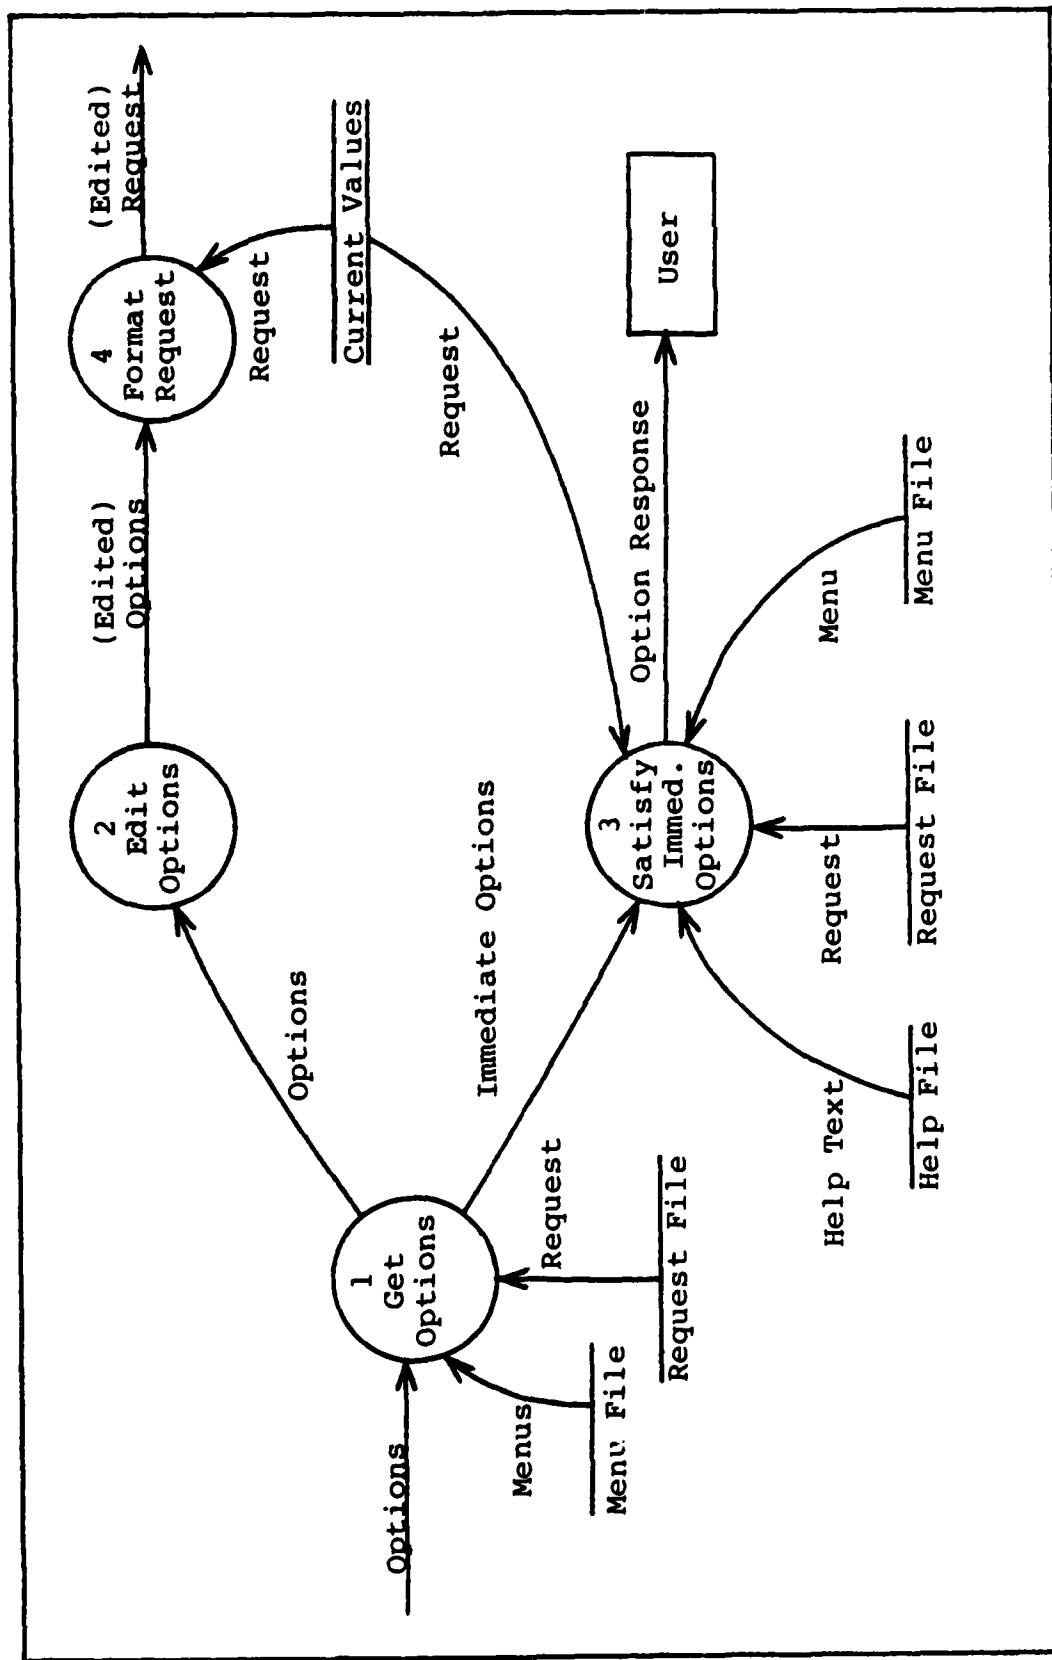 Options
Menus
Menu File
1
Get
Options
Request
Request File
Options
Immediate Options
2
Edit
Options
(Edited)
Options
4
Format
Request
(Edited)
Request
Request
Current Values
Request
3
Satisfy
Immed.
Options
Option Response
User
Help Text
Help File
Request
Request File
Menu
Menu File